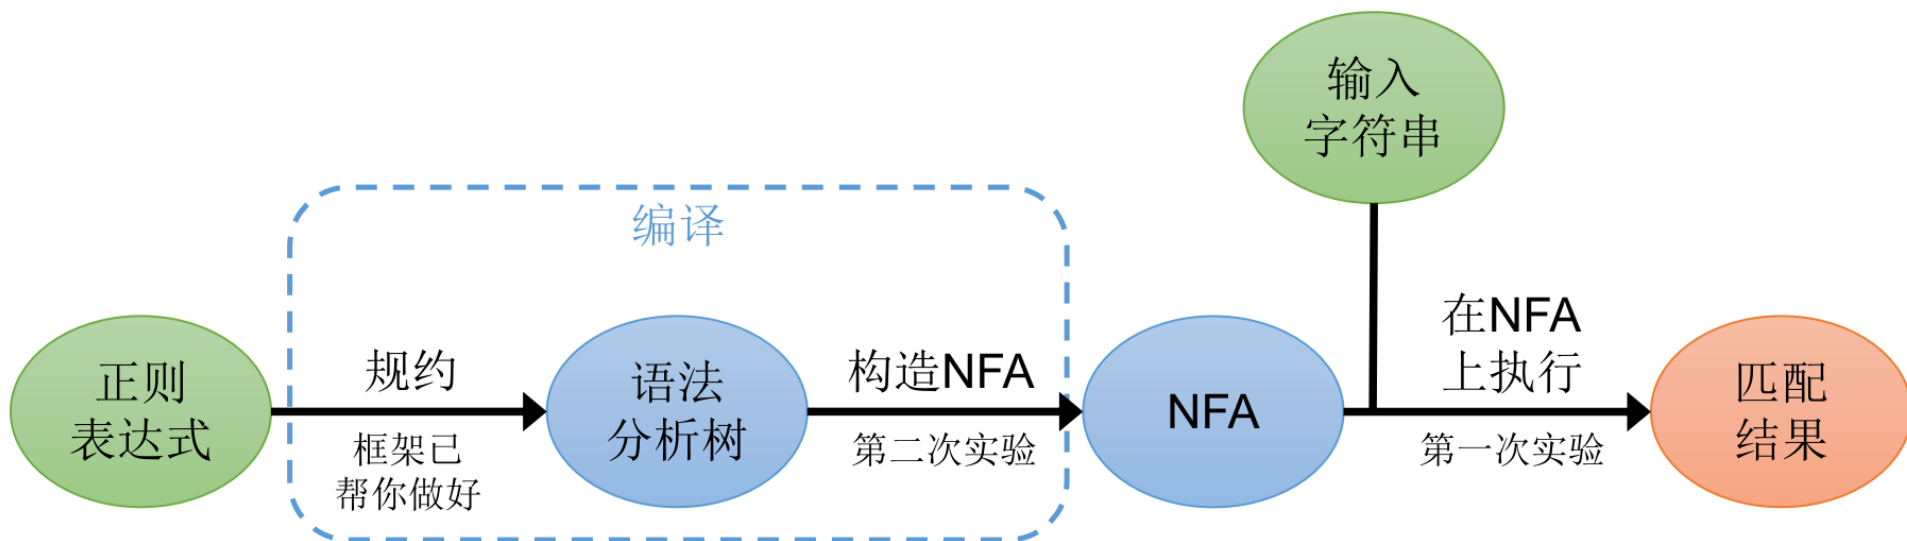 输入
字符串
编译
正则
表达式
规约
框架已
帮你做好
语法
分析树
构造NFA
第二次实验
NFA
在NFA
上执行
第一次实验
匹配
结果